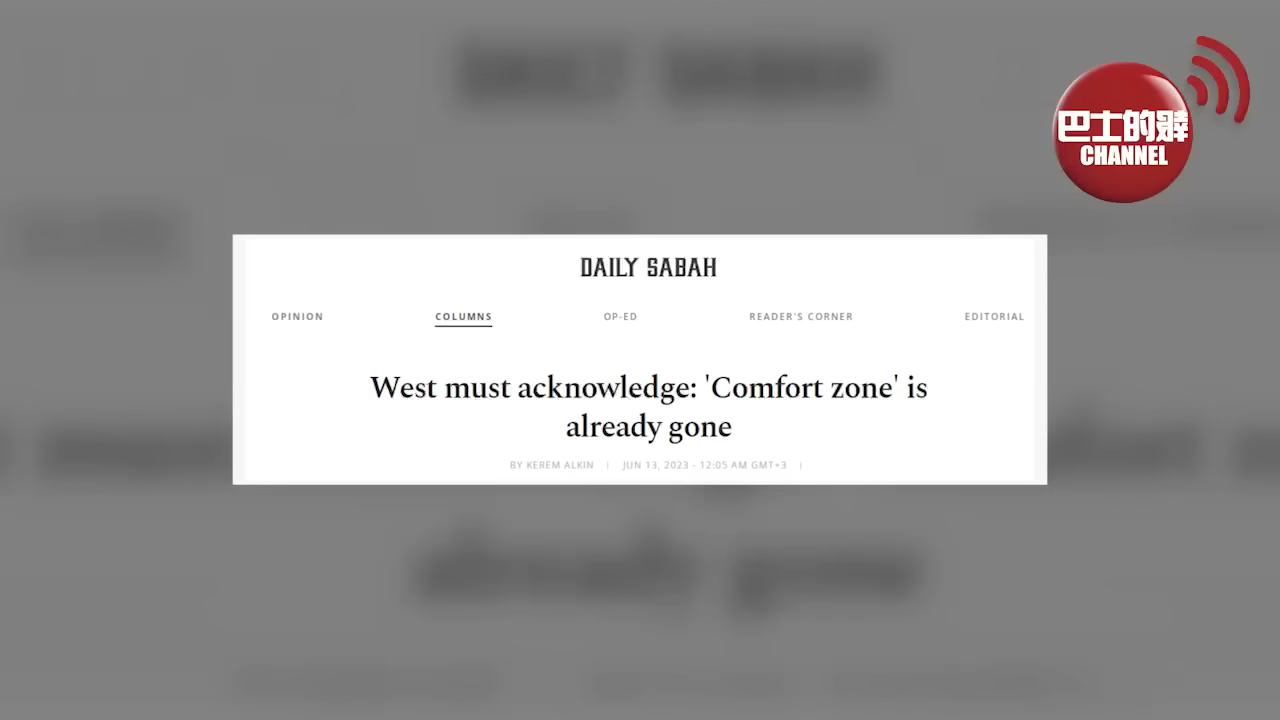 巴士的報
CHANNEL
DAILY SABAH
OPINION
COLUMNS
OP-ED
READER'S CORNER
EDITORIAL
West must acknowledge: 'Comfort zone' is
already gone
BY KEREM ALKIN | JUN 13, 2023 - 12:05 AM GMT+3 |